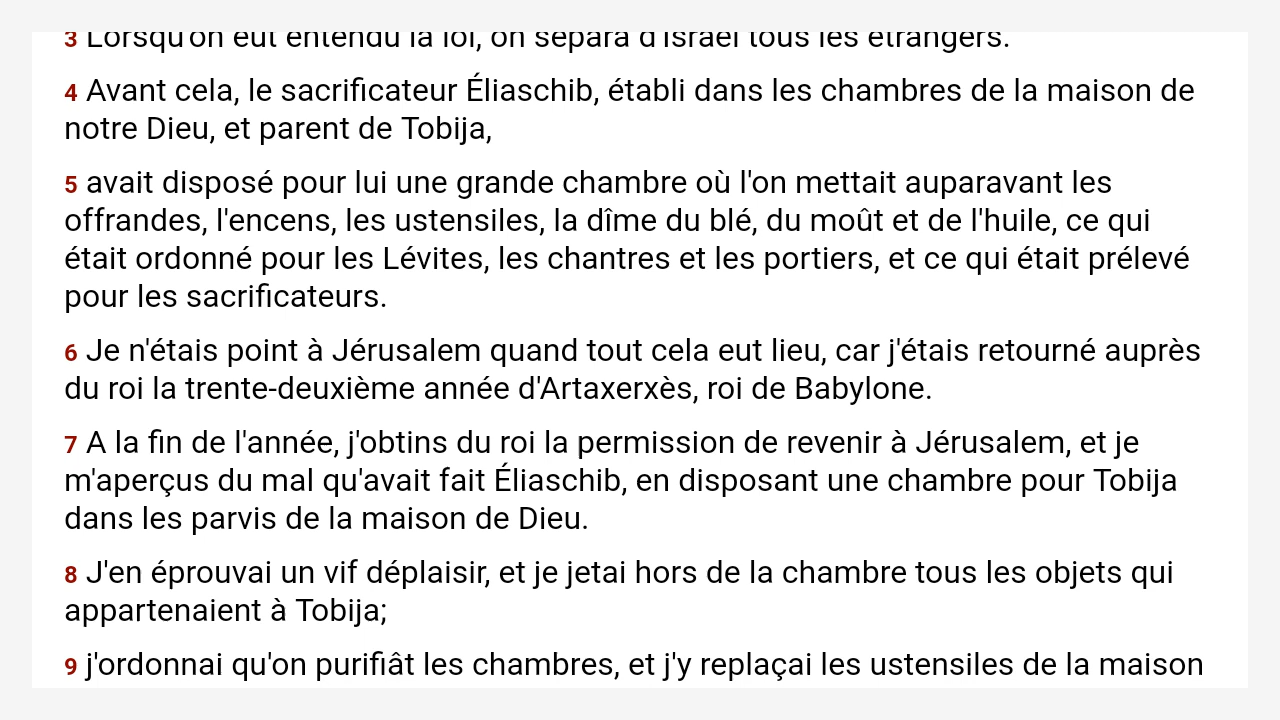 3 Lorsqu'on eut entendu la loi, on sépara d'Israël tous les étrangers.
4 Avant cela, le sacrificateur Éliaschib, établi dans les chambres de la maison de
notre Dieu, et parent de Tobija,
5 avait disposé pour lui une grande chambre où l'on mettait auparavant les
offrandes, l'encens, les ustensiles, la dîme du blé, du moût et de l'huile, ce qui
était ordonné pour les Lévites, les chantres et les portiers, et ce qui était prélevé
pour les sacrificateurs.
6 Je n'étais point à Jérusalem quand tout cela eut lieu, car j'étais retourné auprès
du roi la trente-deuxième année d'Artaxerxès, roi de Babylone.
7 A la fin de l'année, j'obtins du roi la permission de revenir à Jérusalem, et je
m'aperçus du mal qu'avait fait Éliaschib, en disposant une chambre pour Tobija
dans les parvis de la maison de Dieu.
8 J'en éprouvai un vif déplaisir, et je jetai hors de la chambre tous les objets qui
appartenaient à Tobija;
9 j'ordonnai qu'on purifiât les chambres, et j'y replaçai les ustensiles de la maison